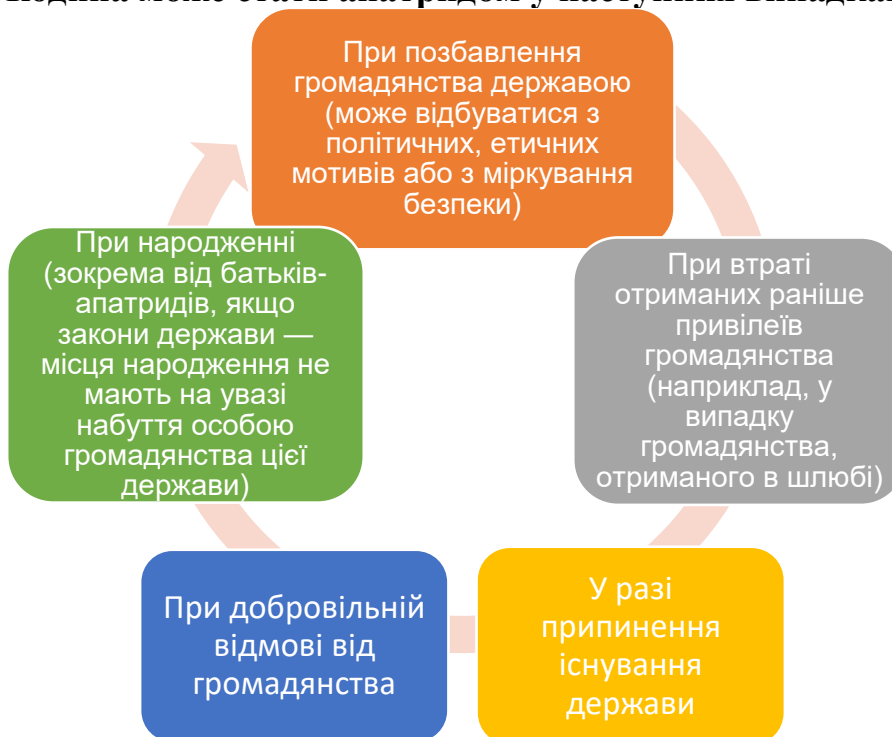 При позбавлення
громадянства державою
(може відбуватися з
політичних, етичних
мотивів або з міркування
безпеки)
При втраті
отриманих раніше
привілеїв
громадянства
(наприклад, у
випадку
громадянства,
отриманого в шлюбі)
У разі
припинення
існування
держави
При добровільній
відмові від
громадянства
При народженні
(зокрема від батьків-
апатридів, якщо
закони держави —
місця народження не
мають на увазі
набуття особою
громадянства цієї
держави)